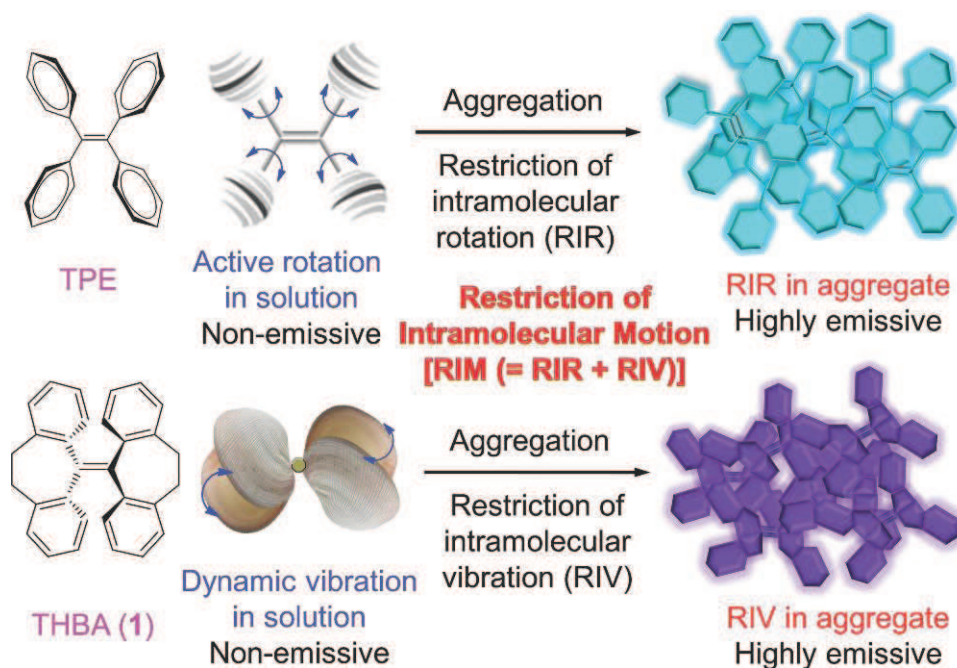 TPE
Active rotation
in solution
Non-emissive
Aggregation
Restriction of
intramolecular
rotation (RIR)
RIR in aggregate
Highly emissive
Restriction of
Intramolecular Motion
[RIM (= RIR + RIV)]
THBA (1)
Dynamic vibration
in solution
Non-emissive
Aggregation
Restriction of
intramolecular
vibration (RIV)
RIV in aggregate
Highly emissive